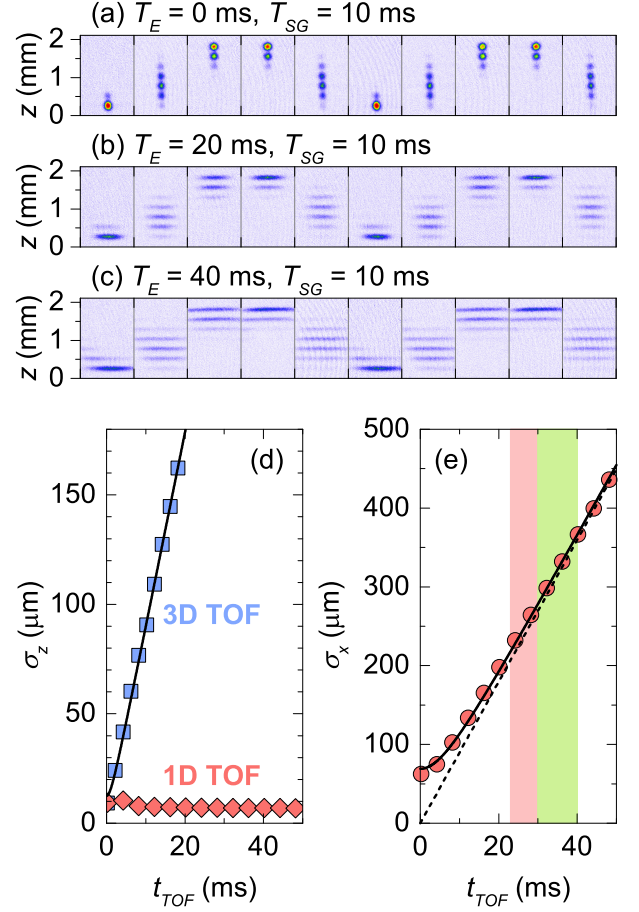 (a) T_E = 0 ms, T_SG = 10 ms
z (mm)
2
1
0
(b) T_E = 20 ms, T_SG = 10 ms
z (mm)
2
1
0
(c) T_E = 40 ms, T_SG = 10 ms
z (mm)
2
1
0
(d)
σ_z (μm)
150
100
50
0
3D TOF
1D TOF
0 20 40
t_TOF (ms)
(e)
σ_x (μm)
500
400
300
200
100
0
0 20 40
t_TOF (ms)